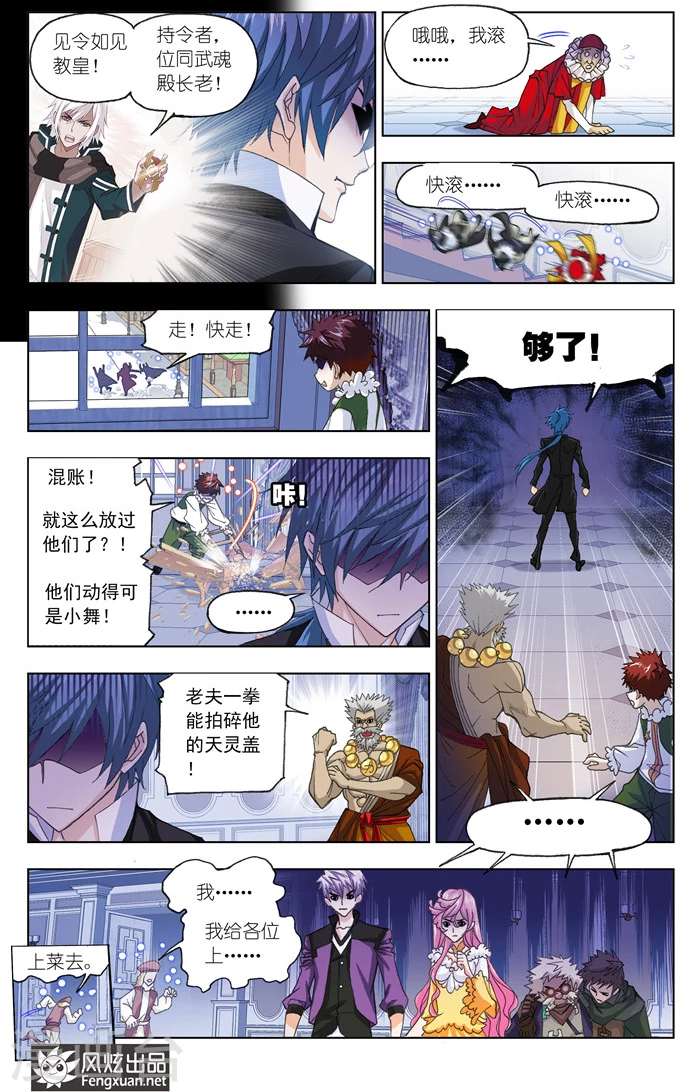 见令如见
教皇！
持令者，
位同武魂
殿长老！
哦哦，我滚
……
快滚……
快滚……
走！快走！
够了！
混账！
就这么放过
他们了？！
他们动得可
是小舞！
咔！
……
老夫一拳
能拍碎他
的天灵盖
！
……
我……
我给各位
上……
上菜去。
风炫出品
Fengxuan.net